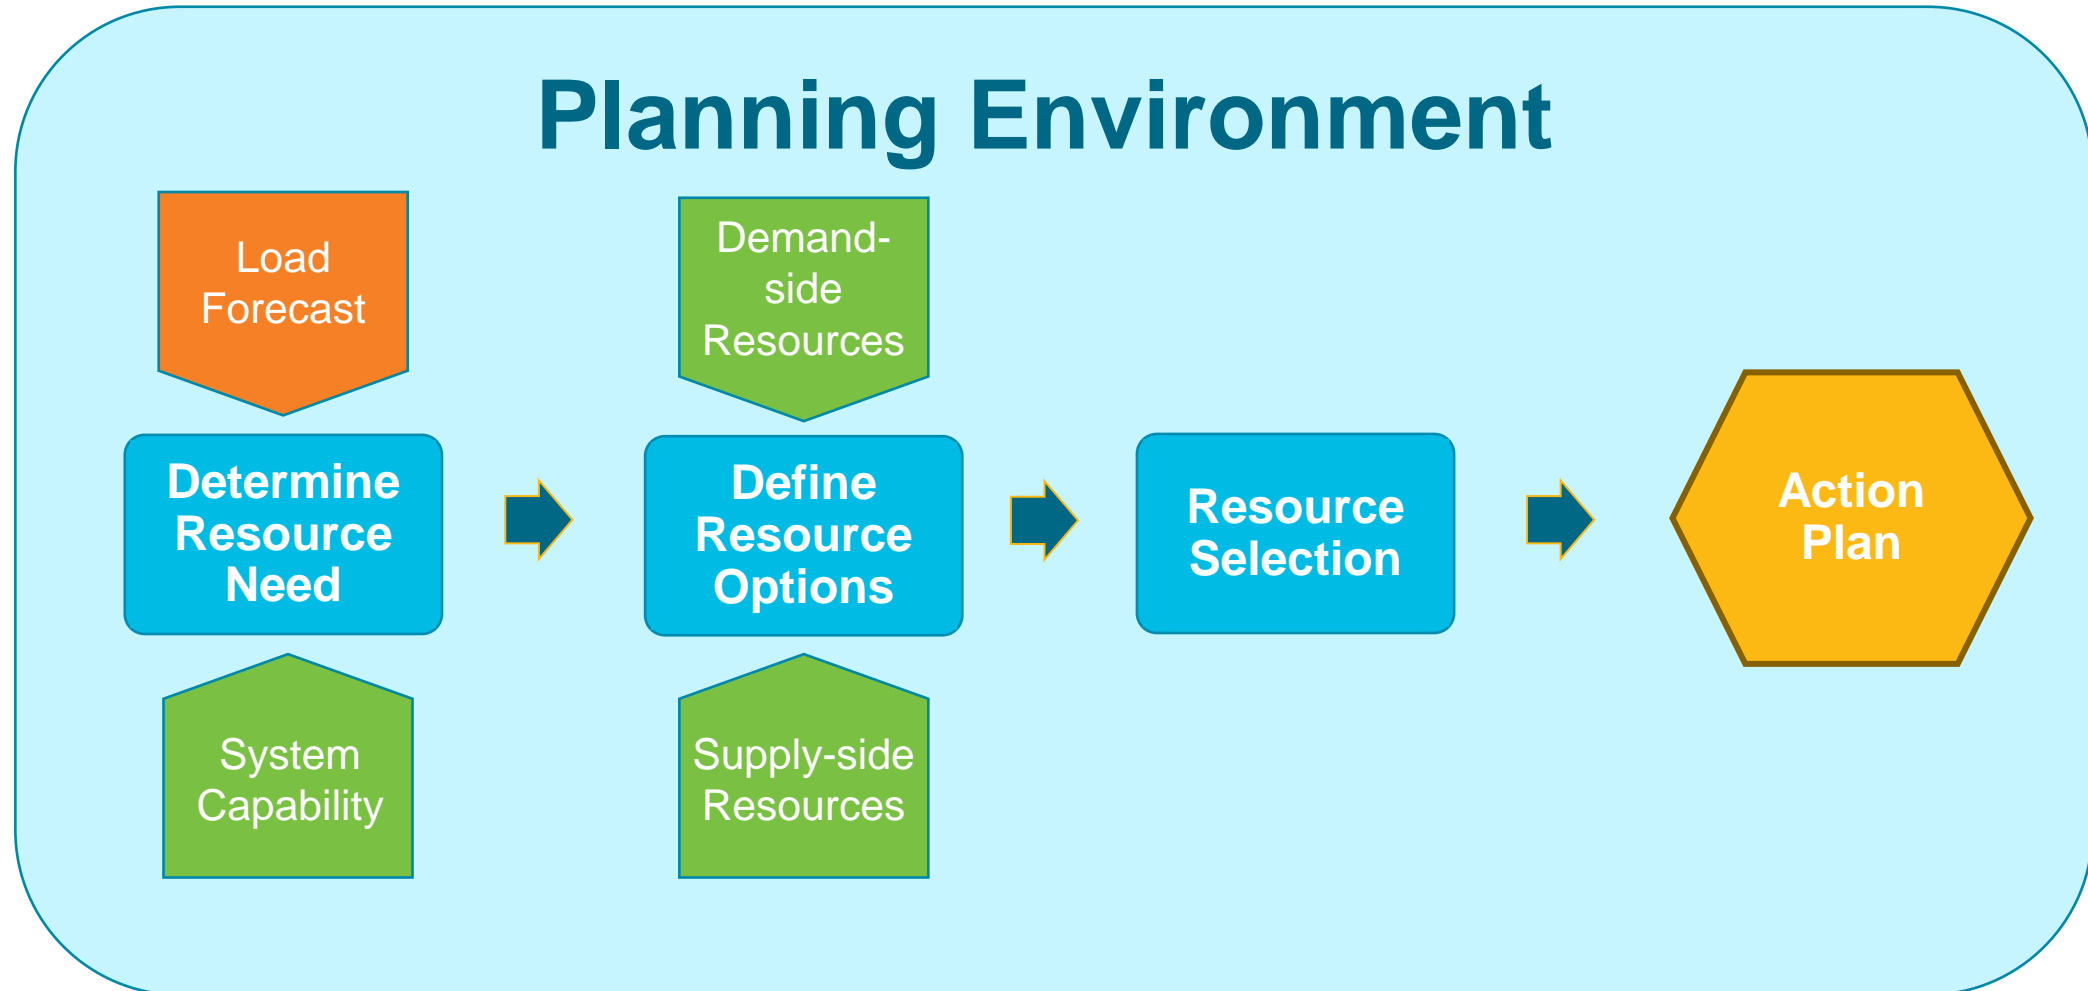 Planning Environment
Load
Forecast
Demand-
side
Resources
Determine
Resource
Need
Define
Resource
Options
Resource
Selection
Action
Plan
System
Capability
Supply-side
Resources